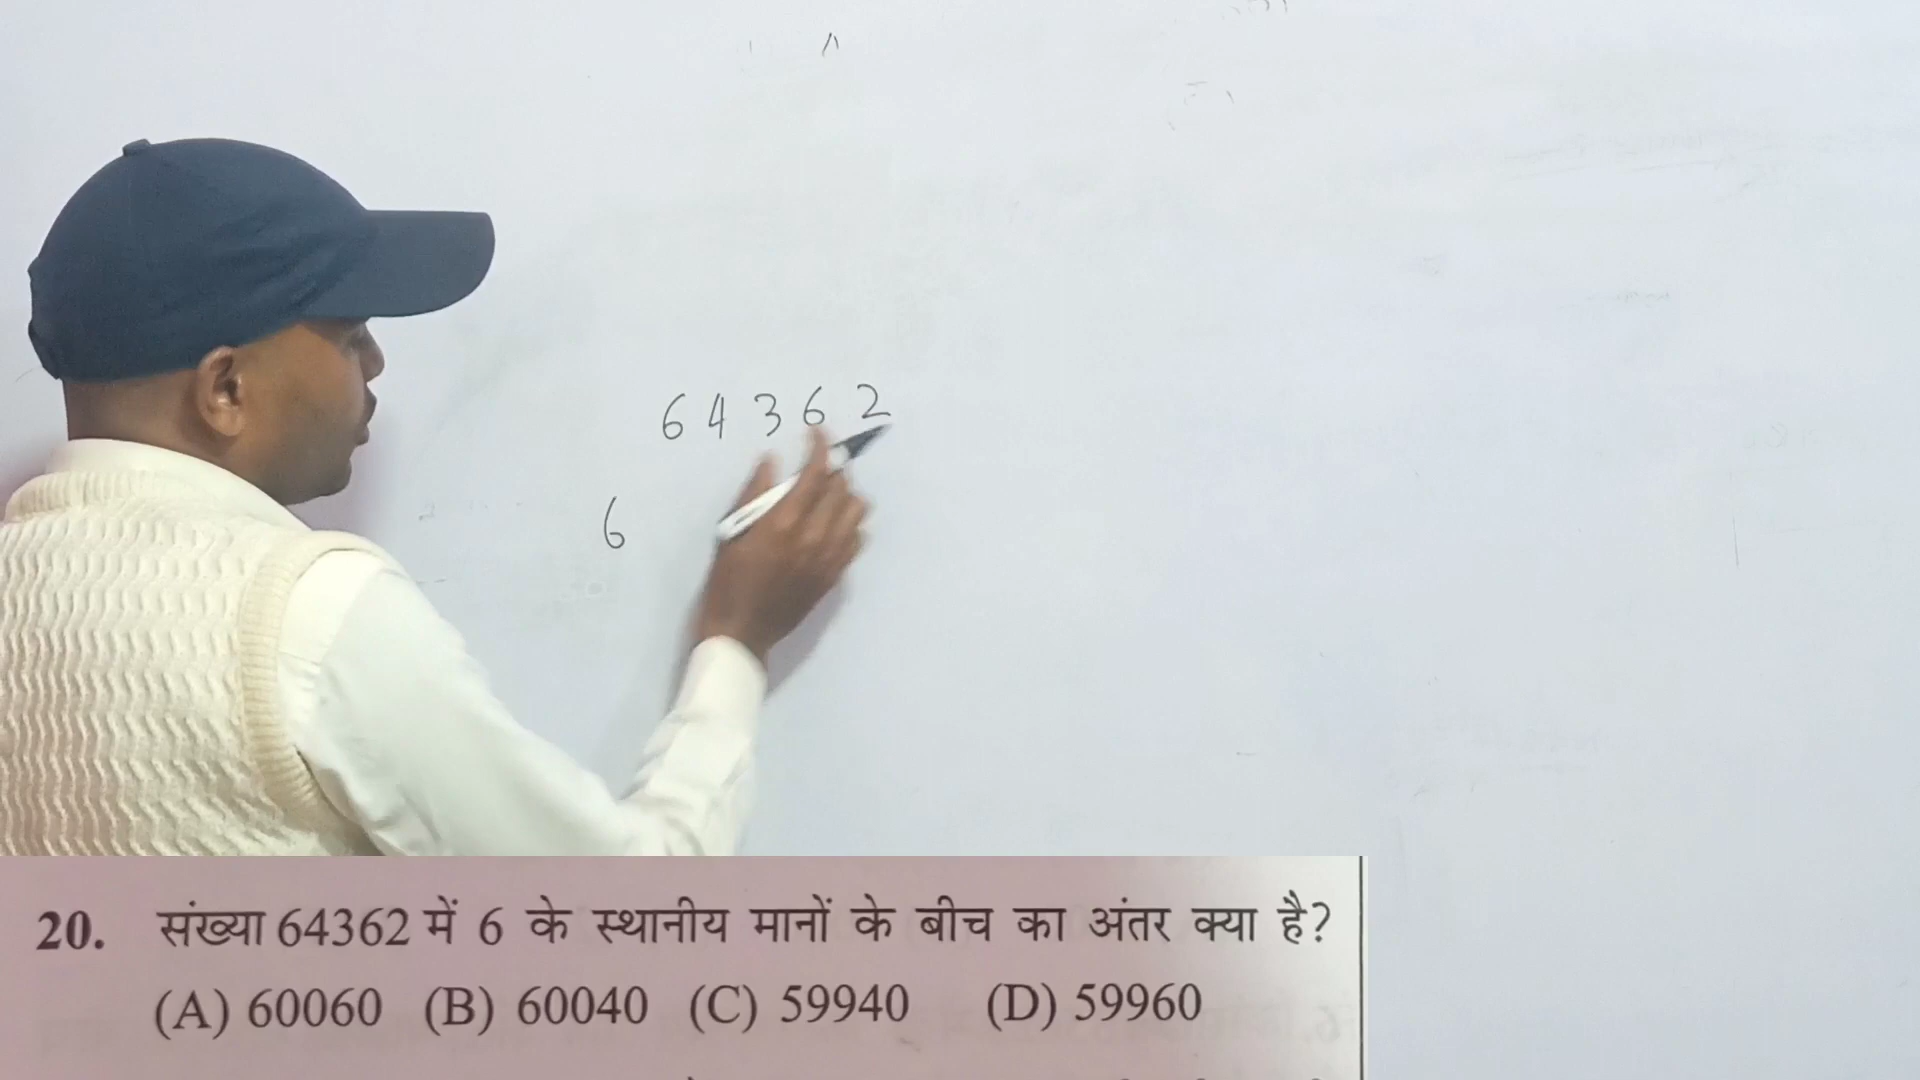 64362
6
20. संख्या 64362 में 6 के स्थानीय मानों के बीच का अंतर क्या है?
(A) 60060 (B) 60040 (C) 59940 (D) 59960